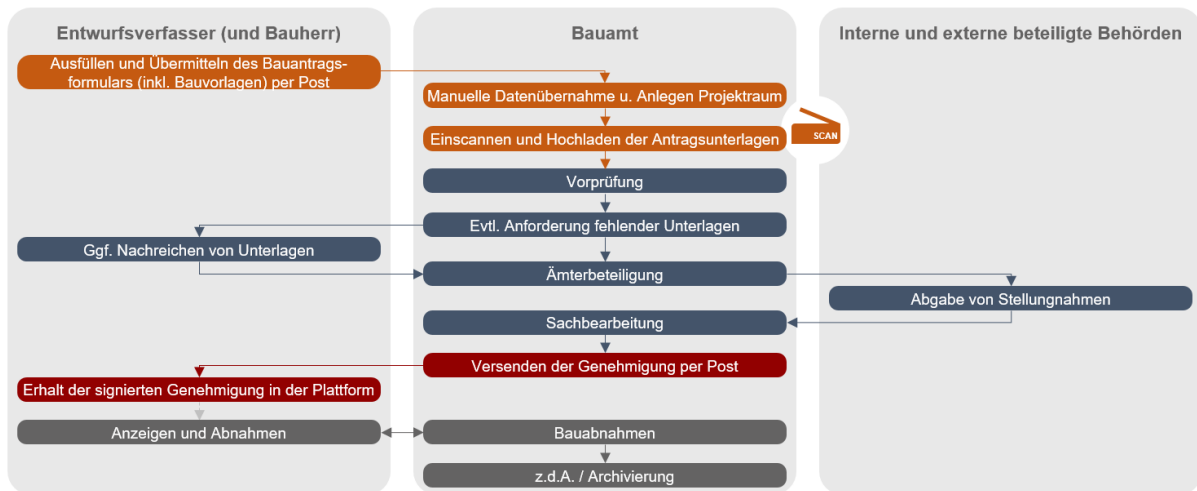 Entwurfsverfasser (und Bauherr)
Bauamt
Interne und externe beteiligte Behörden
Ausfüllen und Übermitteln des Bauantrags-
formulars (inkl. Bauvorlagen) per Post
Manuelle Datenübernahme u. Anlegen Projektraum
Einscannen und Hochladen der Antragsunterlagen
SCAN
Vorprüfung
Evtl. Anforderung fehlender Unterlagen
Ggf. Nachreichen von Unterlagen
Ämterbeteiligung
Abgabe von Stellungnahmen
Sachbearbeitung
Versenden der Genehmigung per Post
Erhalt der signierten Genehmigung in der Plattform
Anzeigen und Abnahmen
Bauabnahmen
z.d.A. / Archivierung